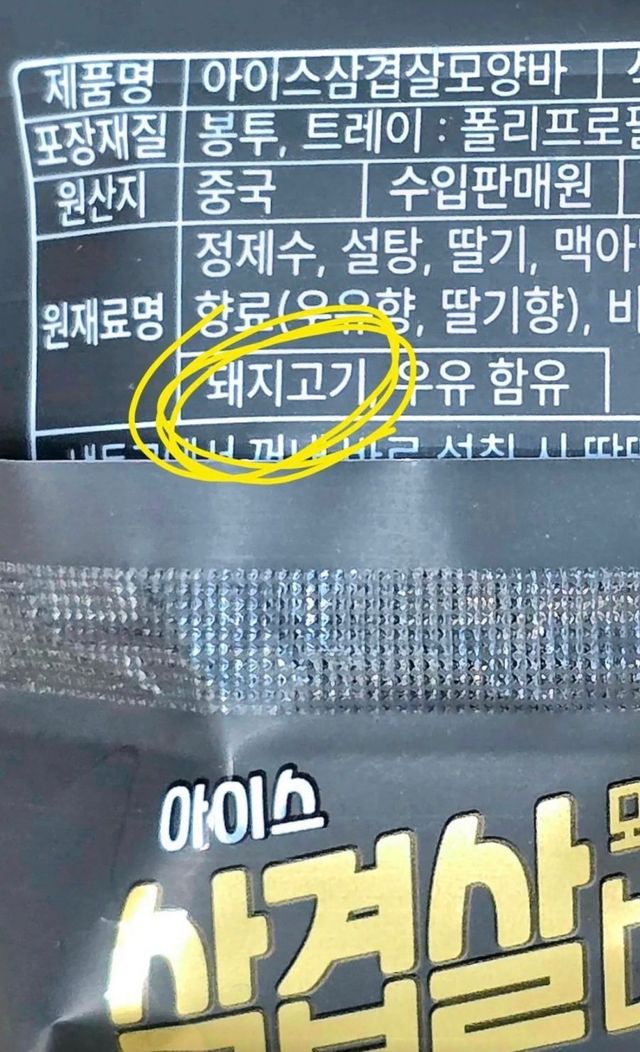 제품명 아이스삼겹살모양바
포장재질 봉투, 트레이 : 폴리프로필
원산지 중국 수입판매원
정제수, 설탕, 딸기, 맥아
원재료명 향료(우유향, 딸기향),
돼지고기, 우유 함유
아이스
삼겹살